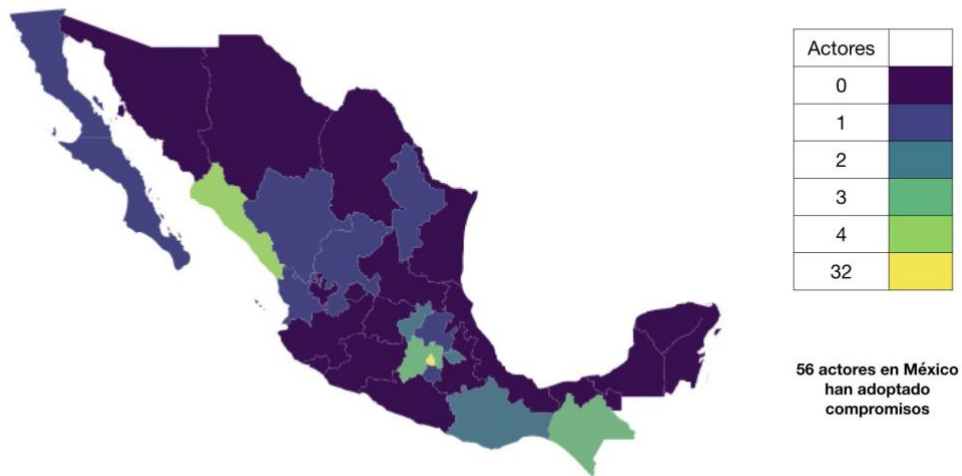 Actores
0
1
2
3
4
32
56 actores en México
han adoptado
compromisos